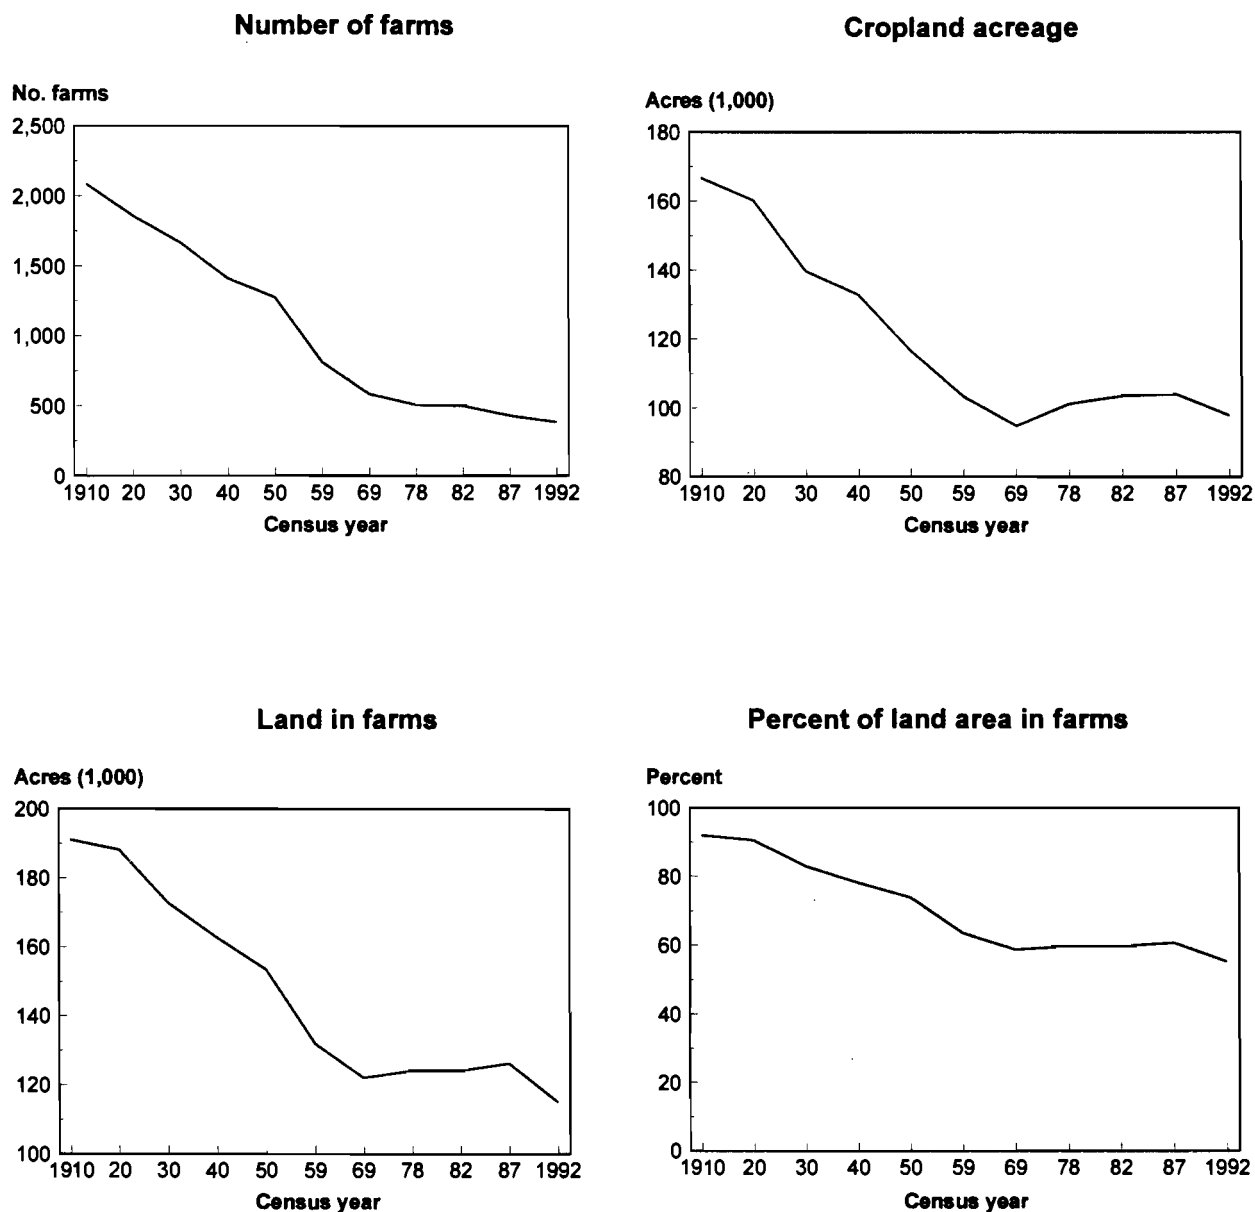 Number of farms
No. farms
2,500
2,000
1,500
1,000
500
0
1910 20 30 40 50 59 69 78 82 87 1992
Census year
Cropland acreage
Acres (1,000)
180
160
140
120
100
80
1910 20 30 40 50 59 69 78 82 87 1992
Census year
Land in farms
Acres (1,000)
200
180
160
140
120
100
1910 20 30 40 50 59 69 78 82 87 1992
Census year
Percent of land area in farms
Percent
100
80
60
40
20
0
1910 20 30 40 50 59 69 78 82 87 1992
Census year